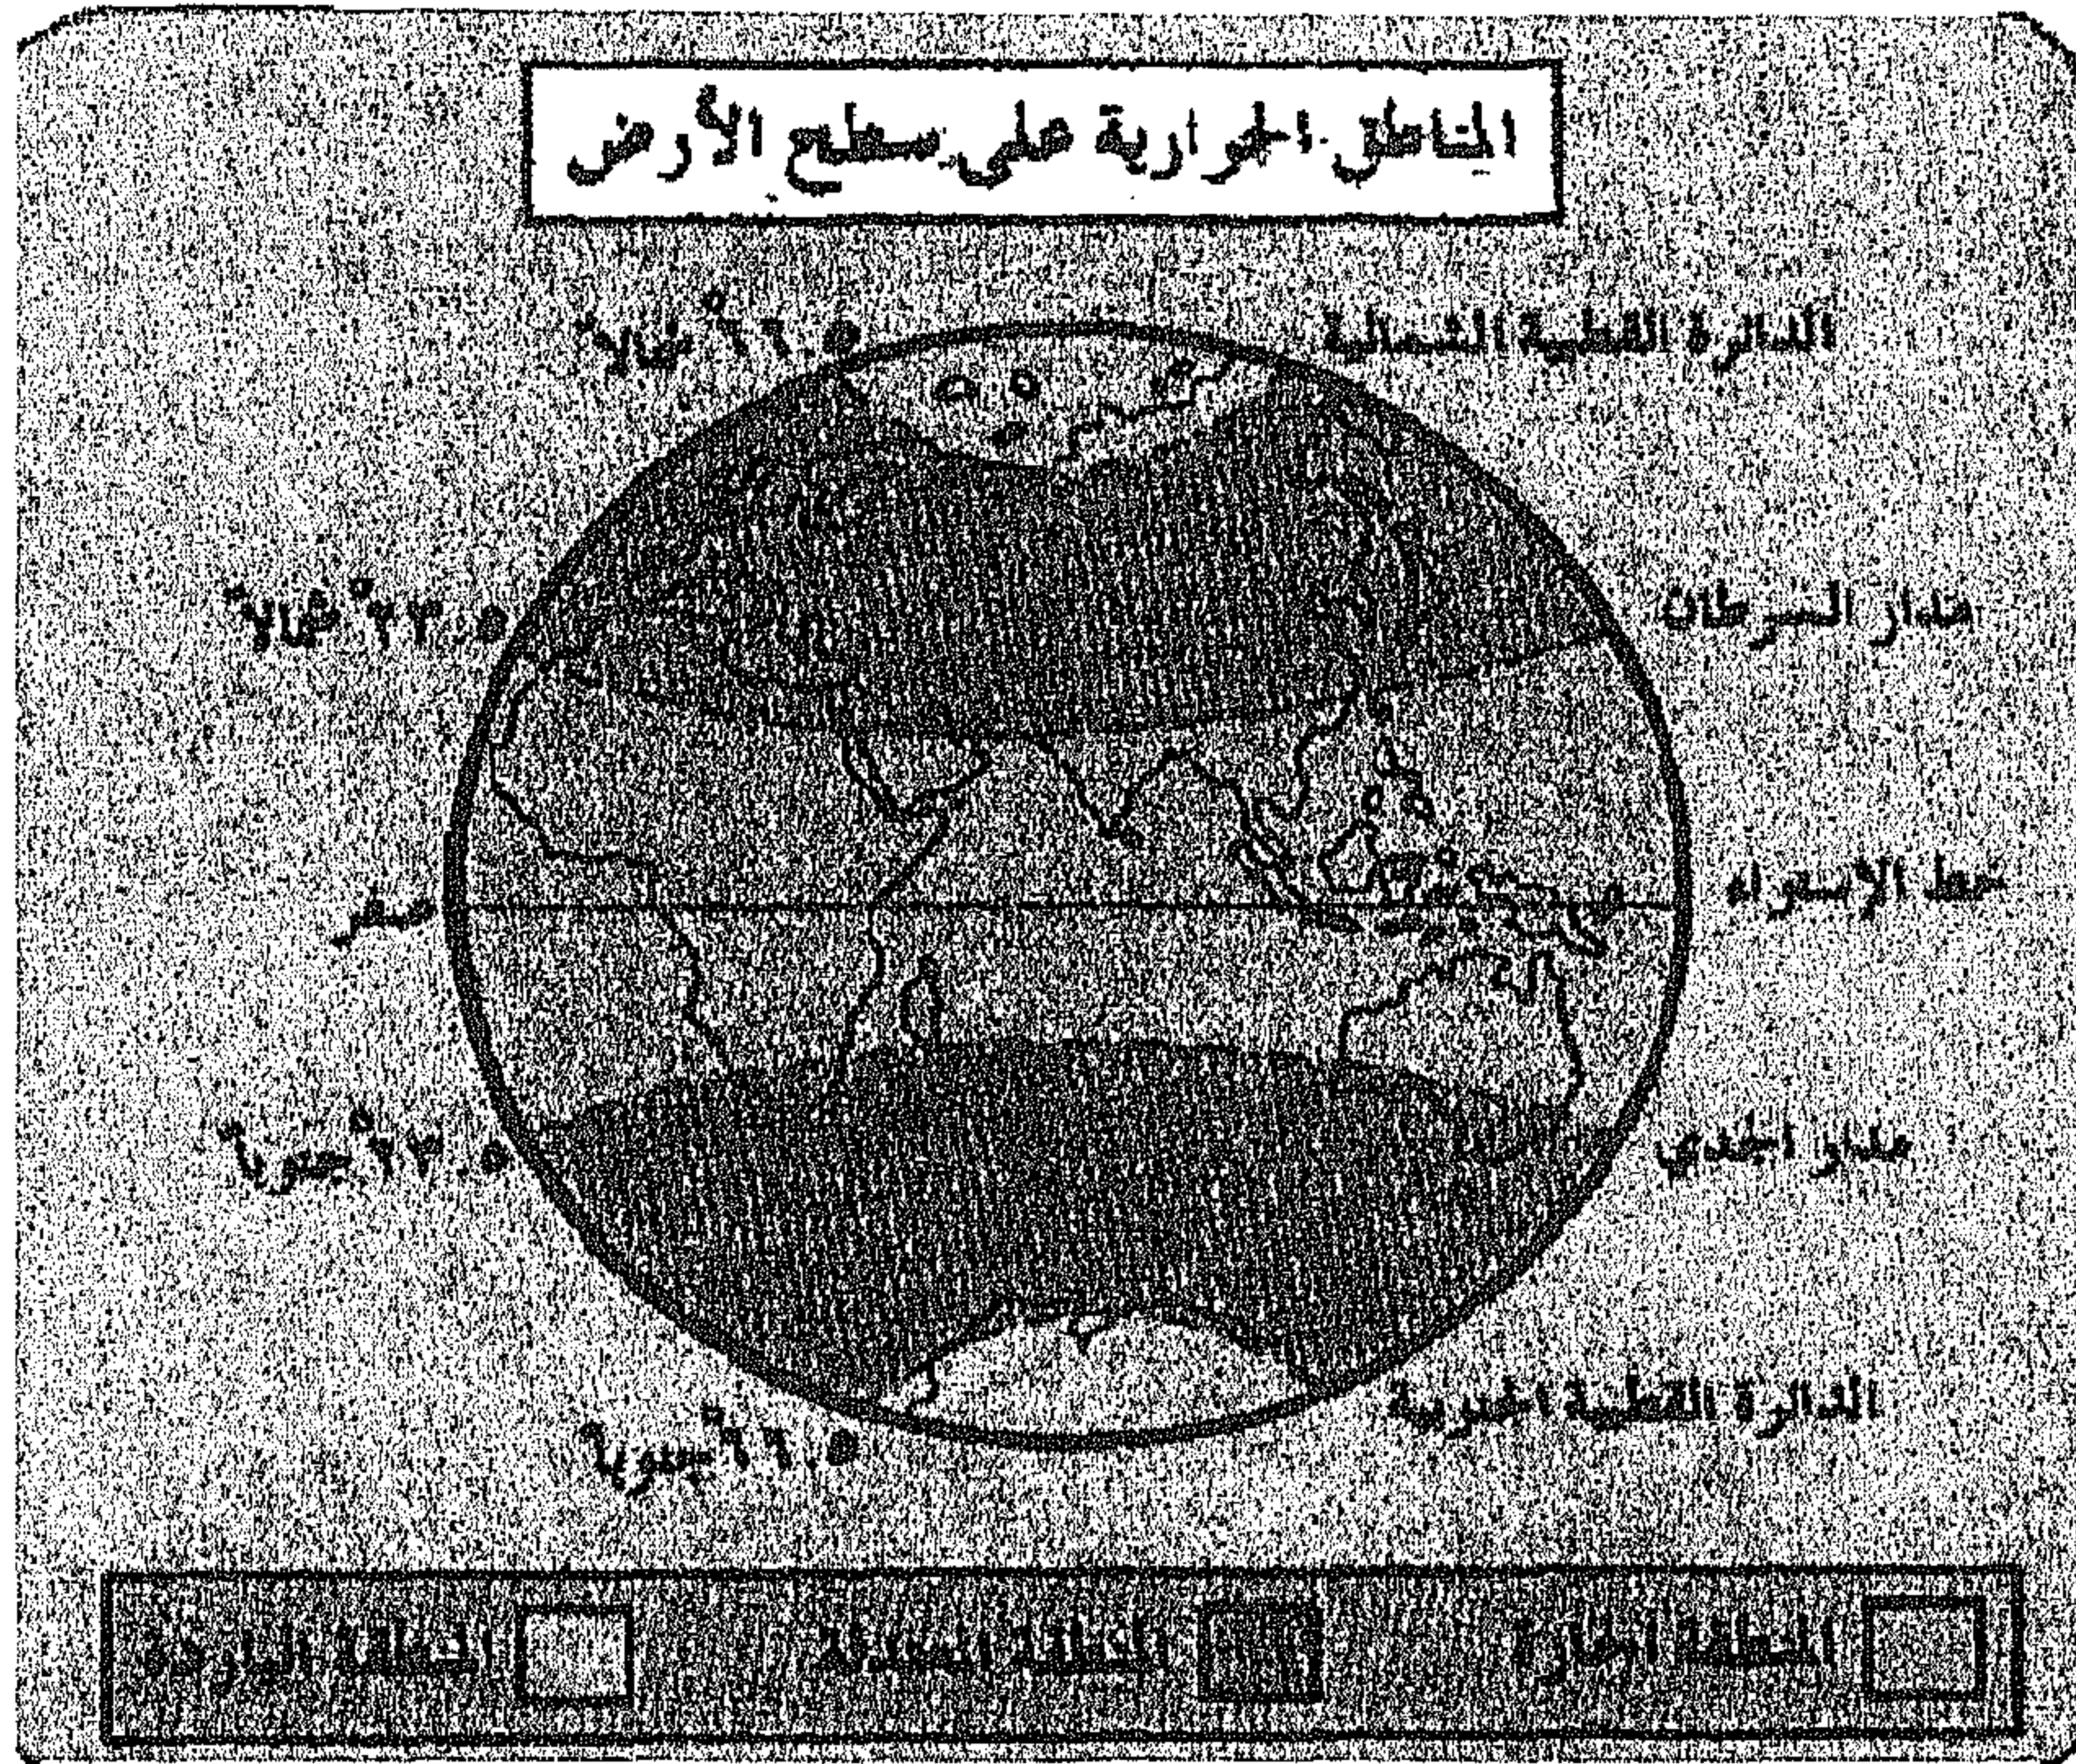 المناطق الحرارية على سطح الأرض
الدائرة القطبية الشمالية
٦٦.٥° شمالاً
مدار السرطان
٢٣.٥° شمالاً
خط الإستواء
صفر
مدار الجدي
٢٣.٥° جنوباً
الدائرة القطبية الجنوبية
٦٦.٥° جنوباً
المنطقة الحارة
المنطقة المعتدلة
المنطقة الباردة